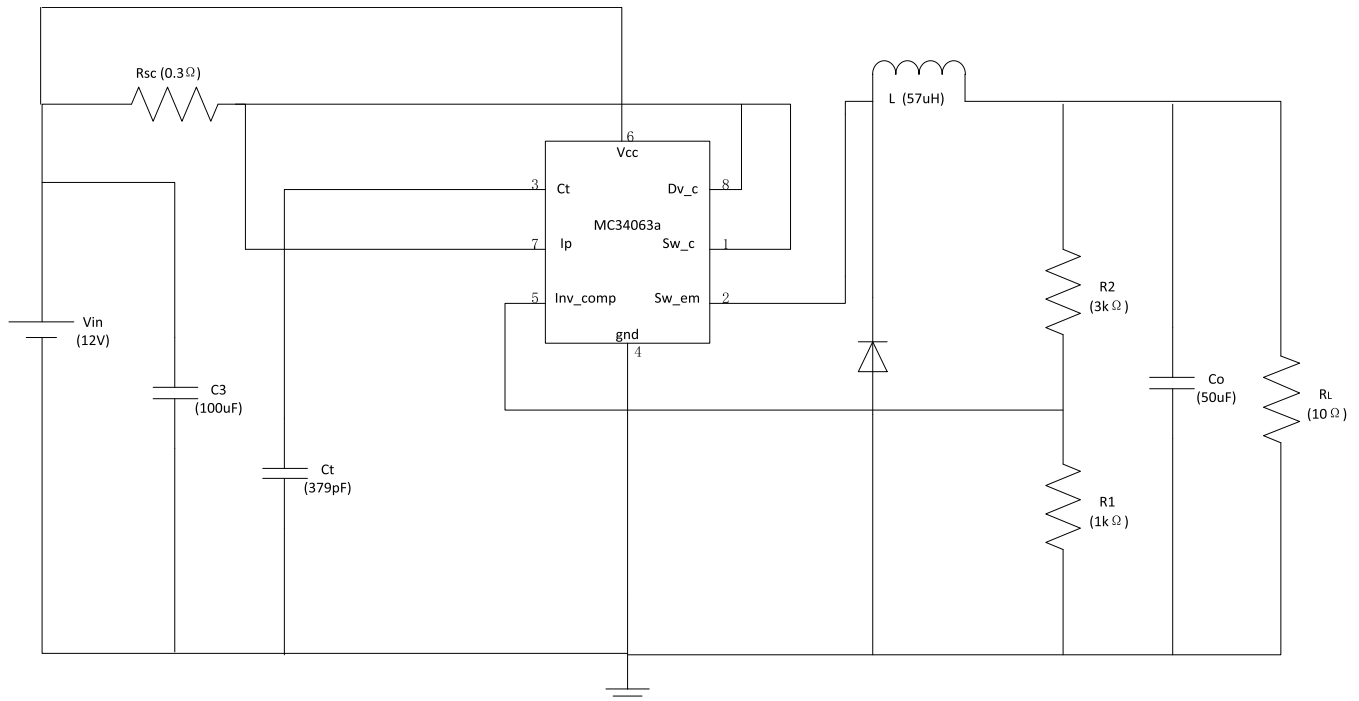 Rsc (0.3Ω)
L (57uH)
6
Vcc
3
Ct
Dv_c
8
MC34063a
7
Ip
Sw_c
1
5
Inv_comp
Sw_em
2
gnd
4
R2
(3kΩ)
Vin
(12V)
C3
(100uF)
Co
(50uF)
RL
(10Ω)
Ct
(379pF)
R1
(1kΩ)